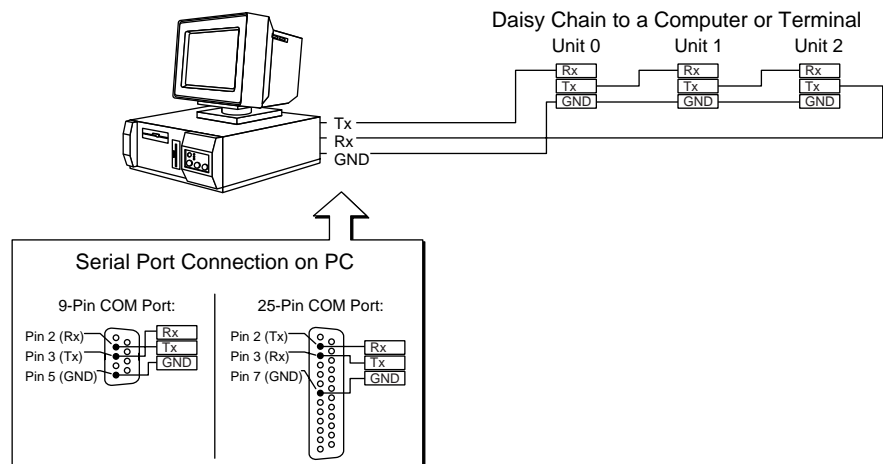 Daisy Chain to a Computer or Terminal
Unit 0 Unit 1 Unit 2
Rx Rx Rx
Tx Tx Tx
GND GND GND
Tx
Rx
GND
Serial Port Connection on PC
9-Pin COM Port:
Pin 2 (Rx)
Pin 3 (Tx)
Pin 5 (GND)
Rx
Tx
GND
25-Pin COM Port:
Pin 2 (Tx)
Pin 3 (Rx)
Pin 7 (GND)
Rx
Tx
GND